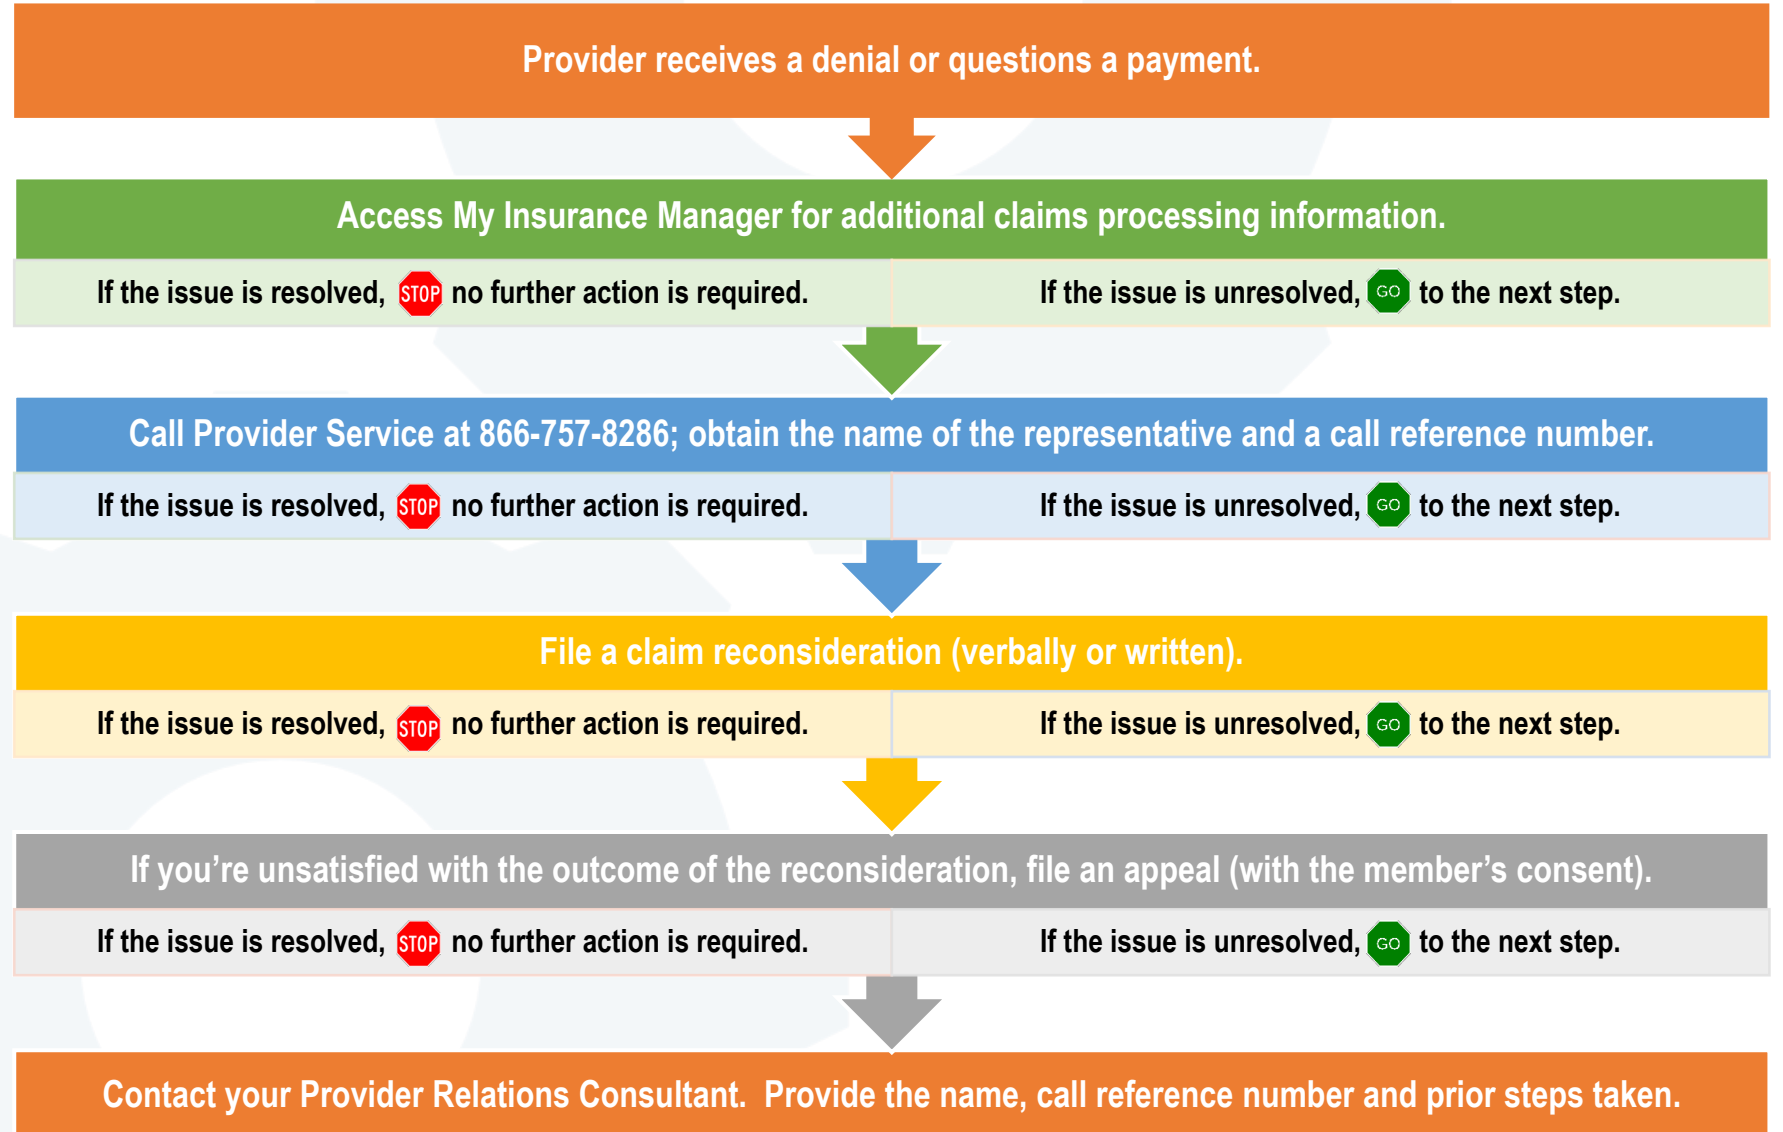 Provider receives a denial or questions a payment.
Access My Insurance Manager for additional claims processing information.
If the issue is resolved, STOP no further action is required.
If the issue is unresolved, GO to the next step.
Call Provider Service at 866-757-8286; obtain the name of the representative and a call reference number.
If the issue is resolved, STOP no further action is required.
If the issue is unresolved, GO to the next step.
File a claim reconsideration (verbally or written).
If the issue is resolved, STOP no further action is required.
If the issue is unresolved, GO to the next step.
If you’re unsatisfied with the outcome of the reconsideration, file an appeal (with the member’s consent).
If the issue is resolved, STOP no further action is required.
If the issue is unresolved, GO to the next step.
Contact your Provider Relations Consultant.  Provide the name, call reference number and prior steps taken.